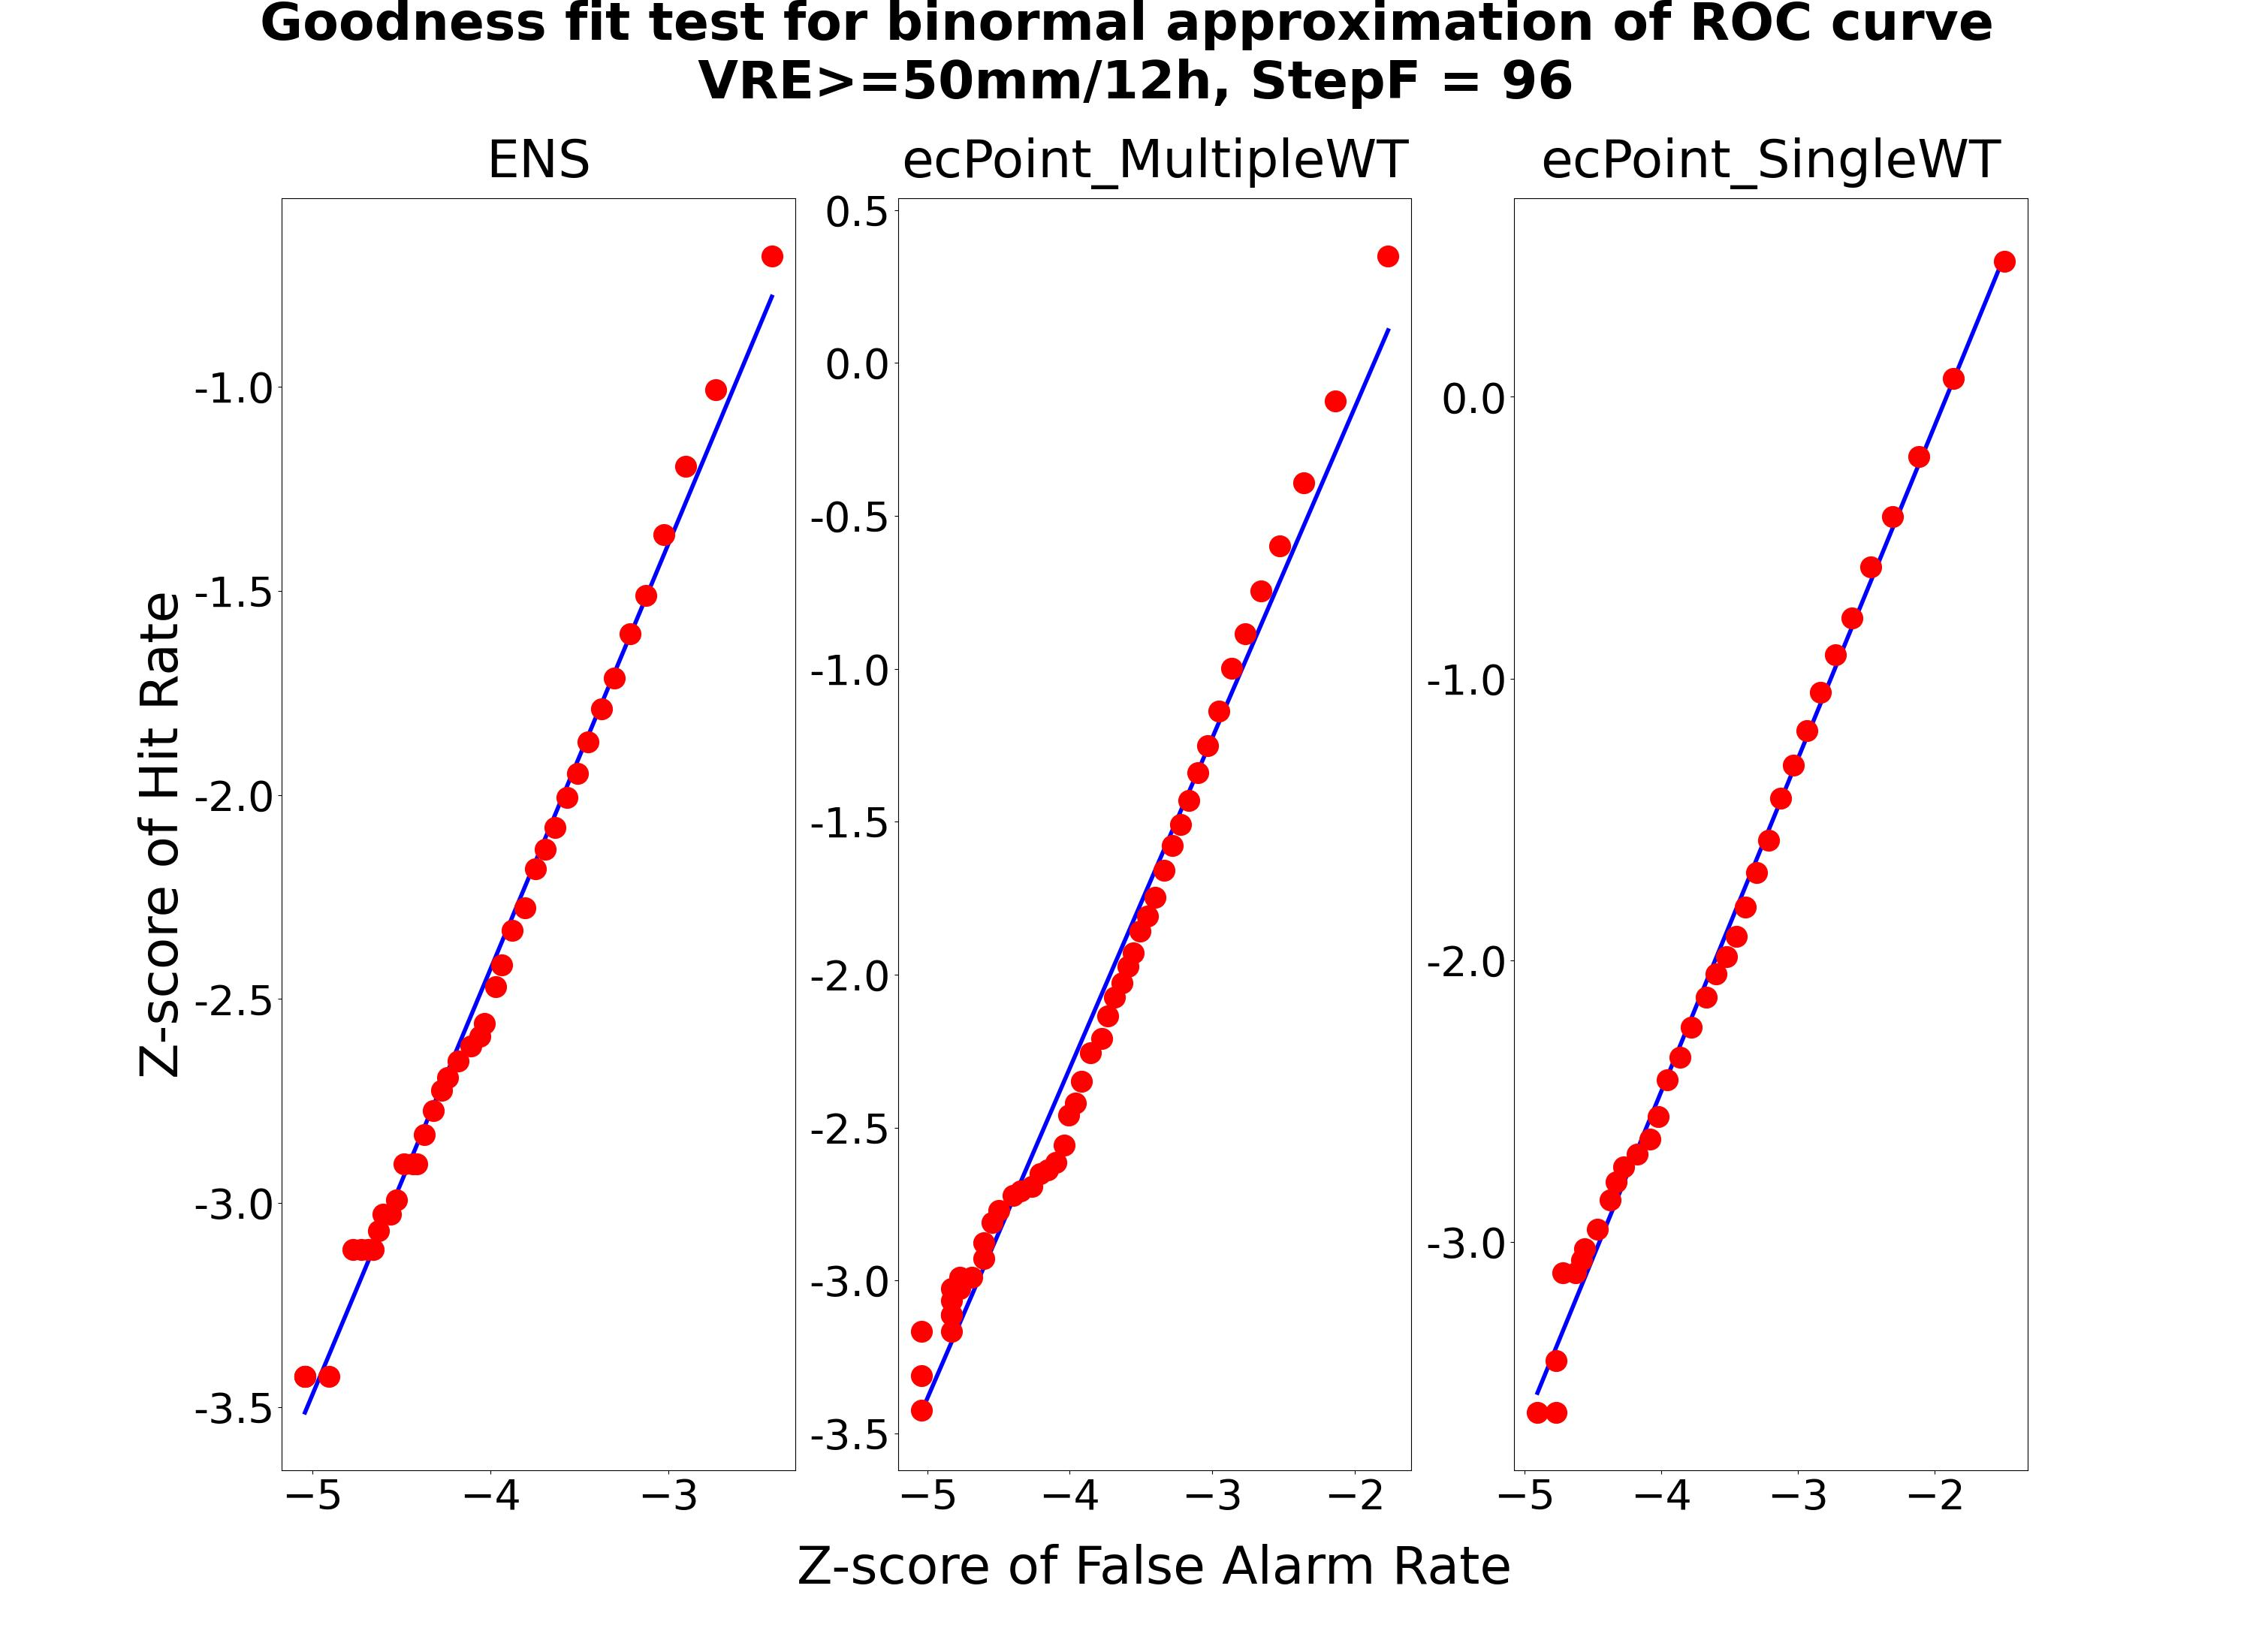 Goodness fit test for binormal approximation of ROC curve
VRE>=50mm/12h, StepF = 96
ENS
ecPoint_MultipleWT
ecPoint_SingleWT
Z-score of Hit Rate
-1.0
-1.5
-2.0
-2.5
-3.0
-3.5
−5 −4 −3
0.5
0.0
-0.5
-1.0
-1.5
-2.0
-2.5
-3.0
-3.5
−5 −4 −3 −2
0.0
-1.0
-2.0
-3.0
−5 −4 −3 −2
Z-score of False Alarm Rate